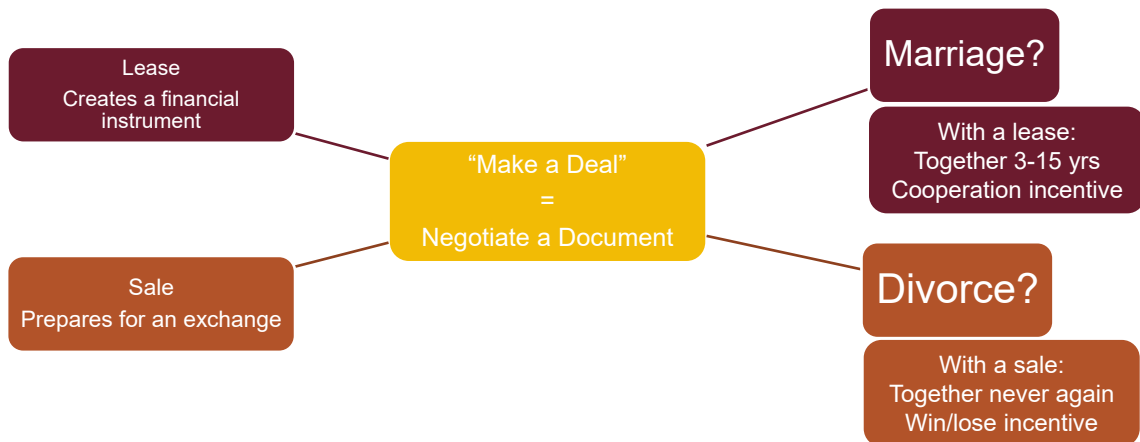 Lease
Creates a financial
instrument
Sale
Prepares for an exchange
“Make a Deal”
=
Negotiate a Document
Marriage?
With a lease:
Together 3-15 yrs
Cooperation incentive
Divorce?
With a sale:
Together never again
Win/lose incentive